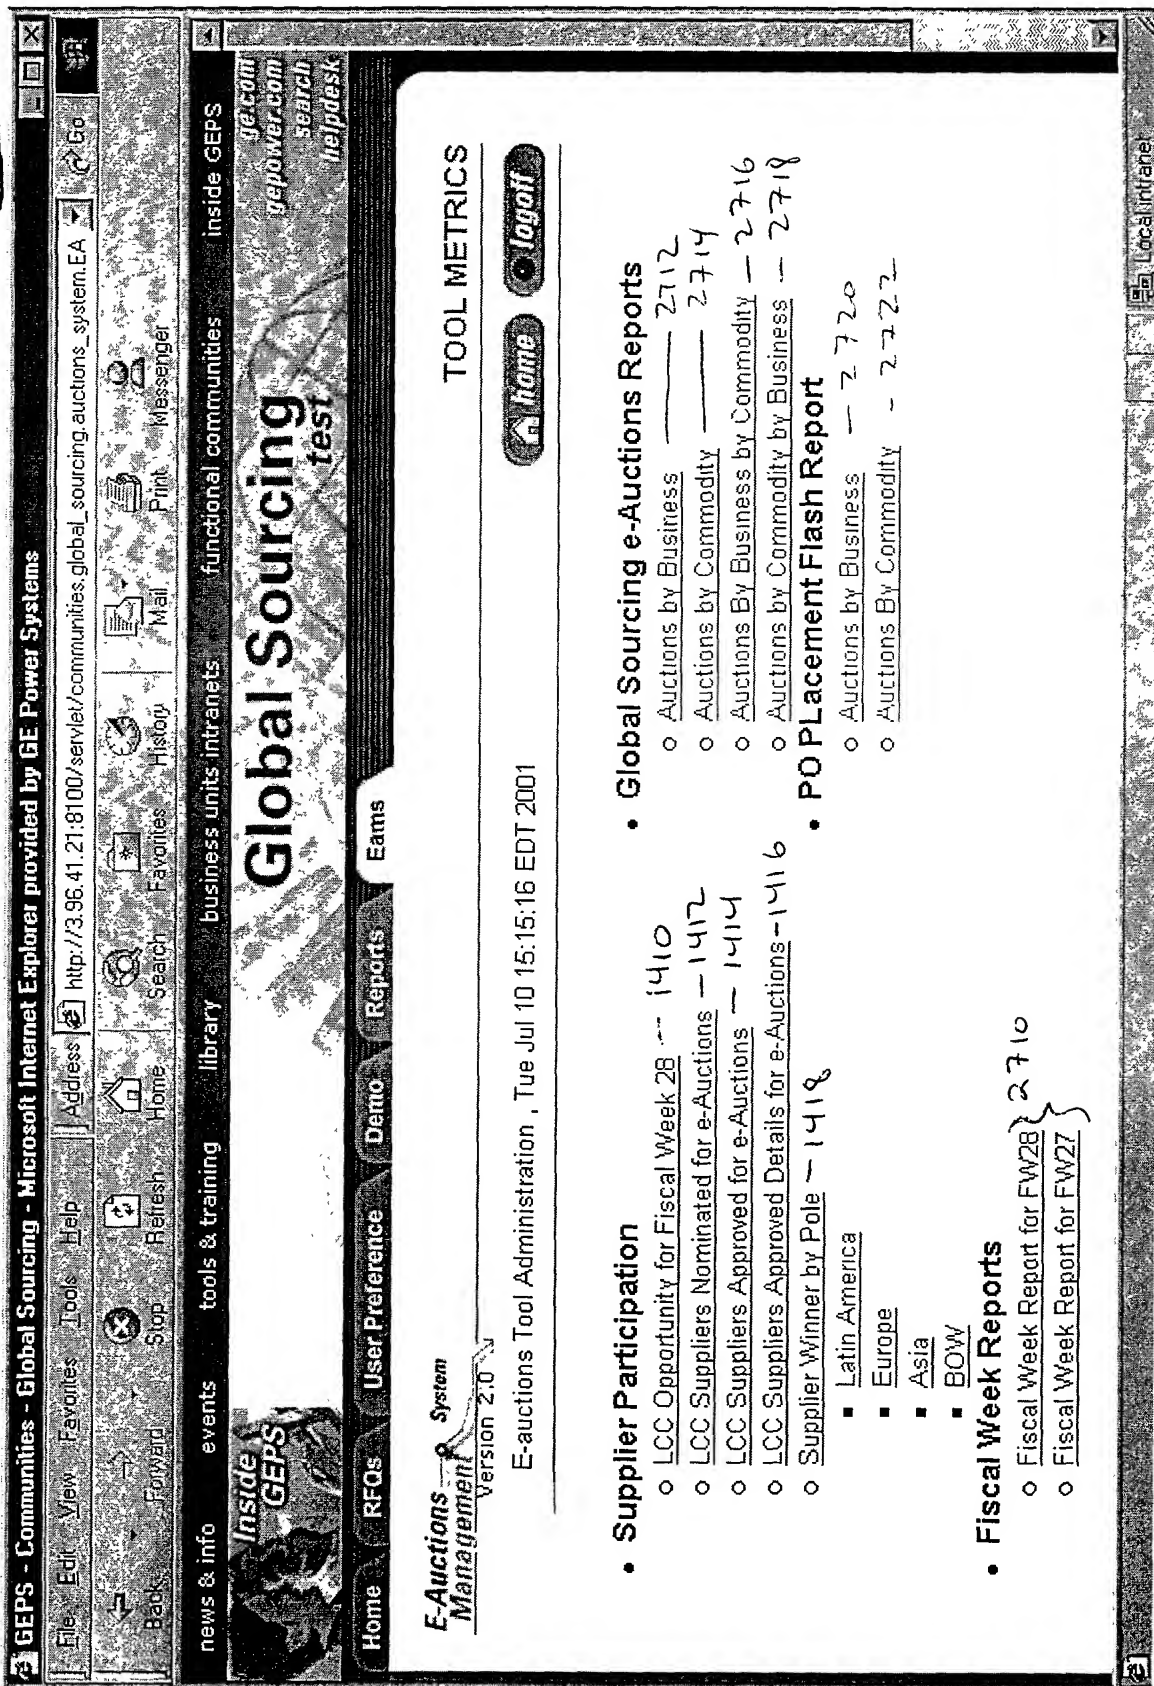 GEPS - Communities - Global Sourcing - Microsoft Internet Explorer provided by GE Power Systems
File Edit View Favorites Tools Help Address http://3.96.41.21:8100/servlet/communities.global_sourcing.auctions_system.EA Go
Back Forward Stop Refresh Home Search Favorites History Mail Print Messenger
news & info events tools & training library business units intranets functional communities inside GEPS
Inside GEPS
Global Sourcing
test
ge.com
gepower.com
search
helpdesk
Home RFQs User Preference Demo Reports Eams
E-Auctions System
Management
Version 2.0
TOOL METRICS
E-auctions Tool Administration , Tue Jul 10 15:15:16 EDT 2001
home logoff
• Supplier Participation
○ LCC Opportunity for Fiscal Week 28 -- 1410
○ LCC Suppliers Nominated for e-Auctions - 1412
○ LCC Suppliers Approved for e-Auctions - 1414
○ LCC Suppliers Approved Details for e-Auctions - 1416
○ Supplier Winner by Pole - 1418
▪ Latin America
▪ Europe
▪ Asia
▪ BOW
• Fiscal Week Reports
○ Fiscal Week Report for FW28 } 2710
○ Fiscal Week Report for FW27
• Global Sourcing e-Auctions Reports
○ Auctions by Business — 2712
○ Auctions by Commodity — 2714
○ Auctions By Business by Commodity - 2716
○ Auctions by Commodity by Business - 2718
• PO PLacement Flash Report
○ Auctions by Business - 2720
○ Auctions By Commodity - 2722
Local intranet